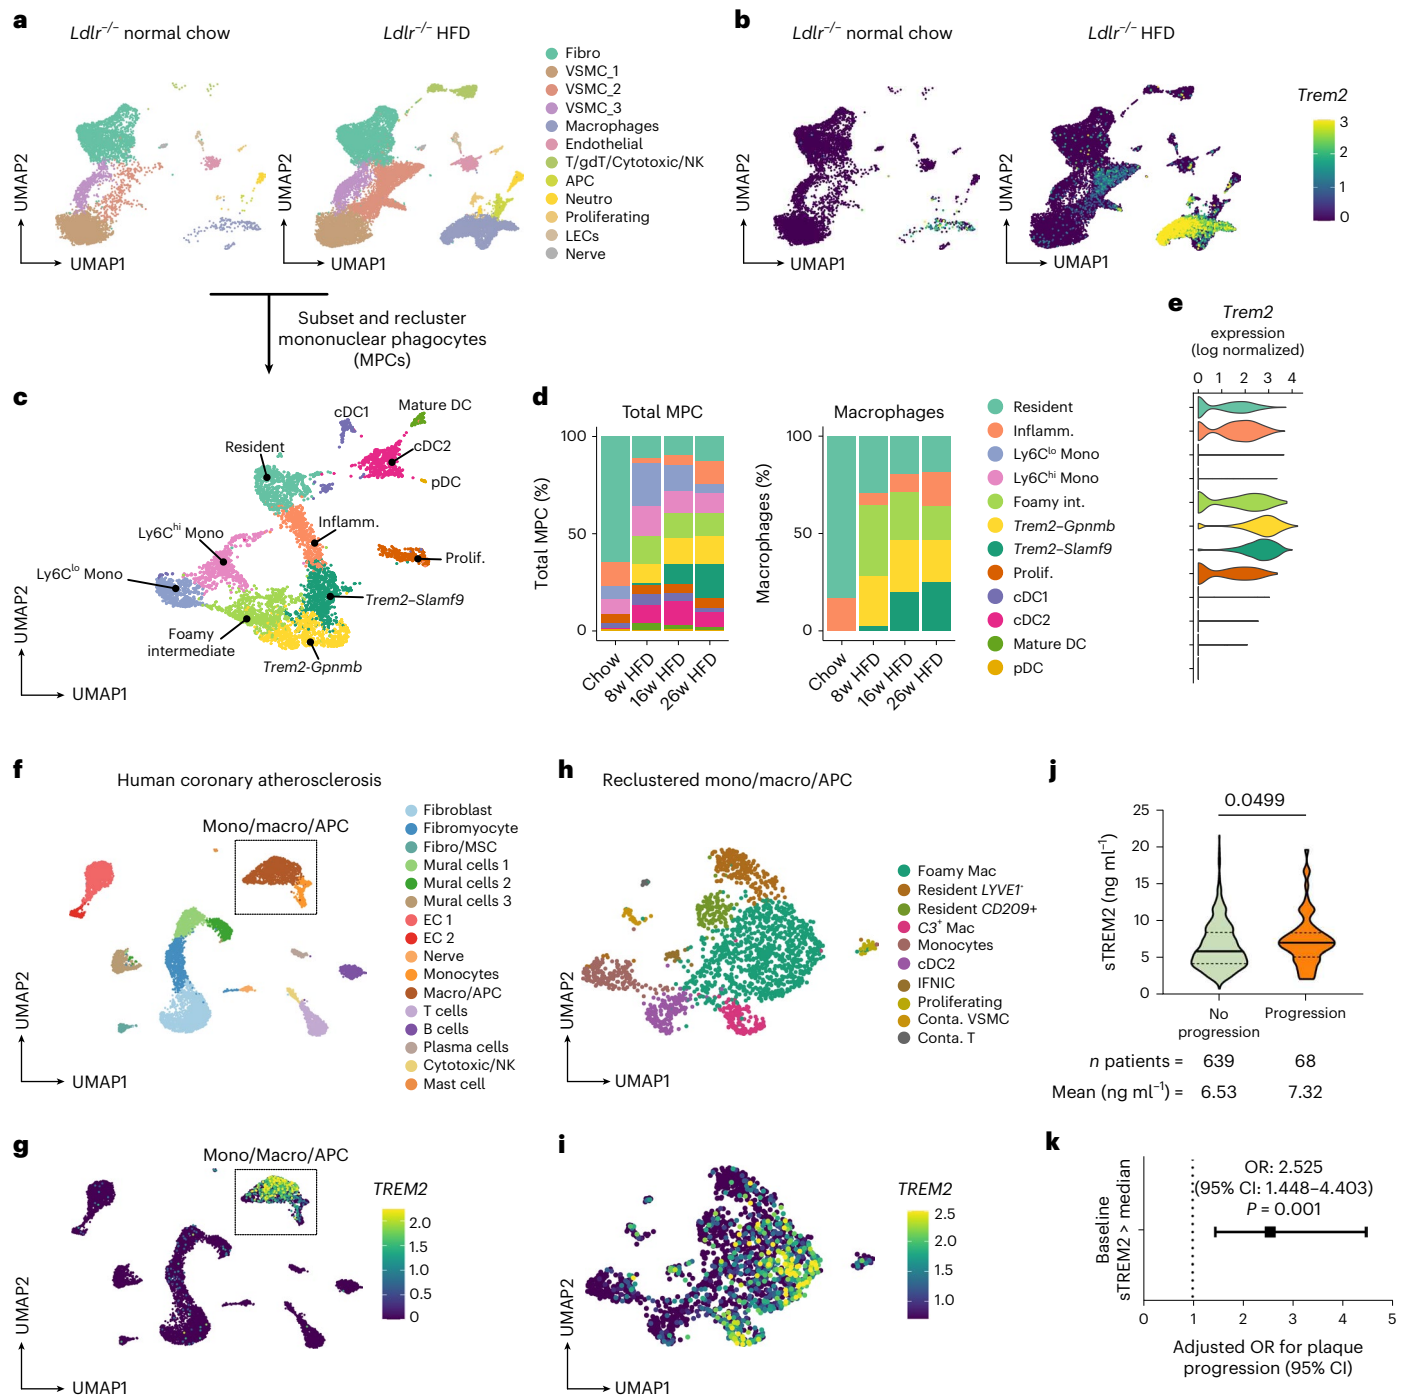 a
Ldlr−/− normal chow
Ldlr−/− HFD
Fibro
VSMC_1
VSMC_2
VSMC_3
Macrophages
Endothelial
T/gdT/Cytotoxic/NK
APC
Neutro
Proliferating
LECs
Nerve
UMAP2
UMAP1
UMAP2
UMAP1
b
Ldlr−/− normal chow
Ldlr−/− HFD
Trem2
3
2
1
0
UMAP2
UMAP1
UMAP2
UMAP1
Subset and recluster
mononuclear phagocytes
(MPCs)
c
cDC1
Mature DC
cDC2
pDC
Resident
Inflamm.
Ly6Chi Mono
Prolif.
Ly6Clo Mono
Trem2–Slamf9
Foamy
intermediate
Trem2-Gpnmb
UMAP2
UMAP1
d
Total MPC
Macrophages
100
50
0
Total MPC (%)
Chow
8w HFD
16w HFD
26w HFD
100
50
0
Macrophages (%)
Chow
8w HFD
16w HFD
26w HFD
Resident
Inflamm.
Ly6Clo Mono
Ly6Chi Mono
Foamy int.
Trem2–Gpnmb
Trem2–Slamf9
Prolif.
cDC1
cDC2
Mature DC
pDC
e
Trem2
expression
(log normalized)
0 1 2 3 4
f
Human coronary atherosclerosis
Mono/macro/APC
Fibroblast
Fibromyocyte
Fibro/MSC
Mural cells 1
Mural cells 2
Mural cells 3
EC 1
EC 2
Nerve
Monocytes
Macro/APC
T cells
B cells
Plasma cells
Cytotoxic/NK
Mast cell
UMAP2
UMAP1
h
Reclustered mono/macro/APC
Foamy Mac
Resident LYVE1-
Resident CD209+
C3+ Mac
Monocytes
cDC2
IFNIC
Proliferating
Conta. VSMC
Conta. T
UMAP2
UMAP1
j
0.0499
25
20
15
10
5
0
sTREM2 (ng ml−1)
No
progression
Progression
n patients = 639 68
Mean (ng ml−1) = 6.53 7.32
g
Mono/Macro/APC
TREM2
2.0
1.5
1.0
0.5
0
UMAP2
UMAP1
i
TREM2
2.5
2.0
1.0
UMAP2
UMAP1
k
OR: 2.525
(95% CI: 1.448–4.403)
P = 0.001
Baseline
sTREM2 > median
0 1 2 3 4 5
Adjusted OR for plaque
progression (95% CI)